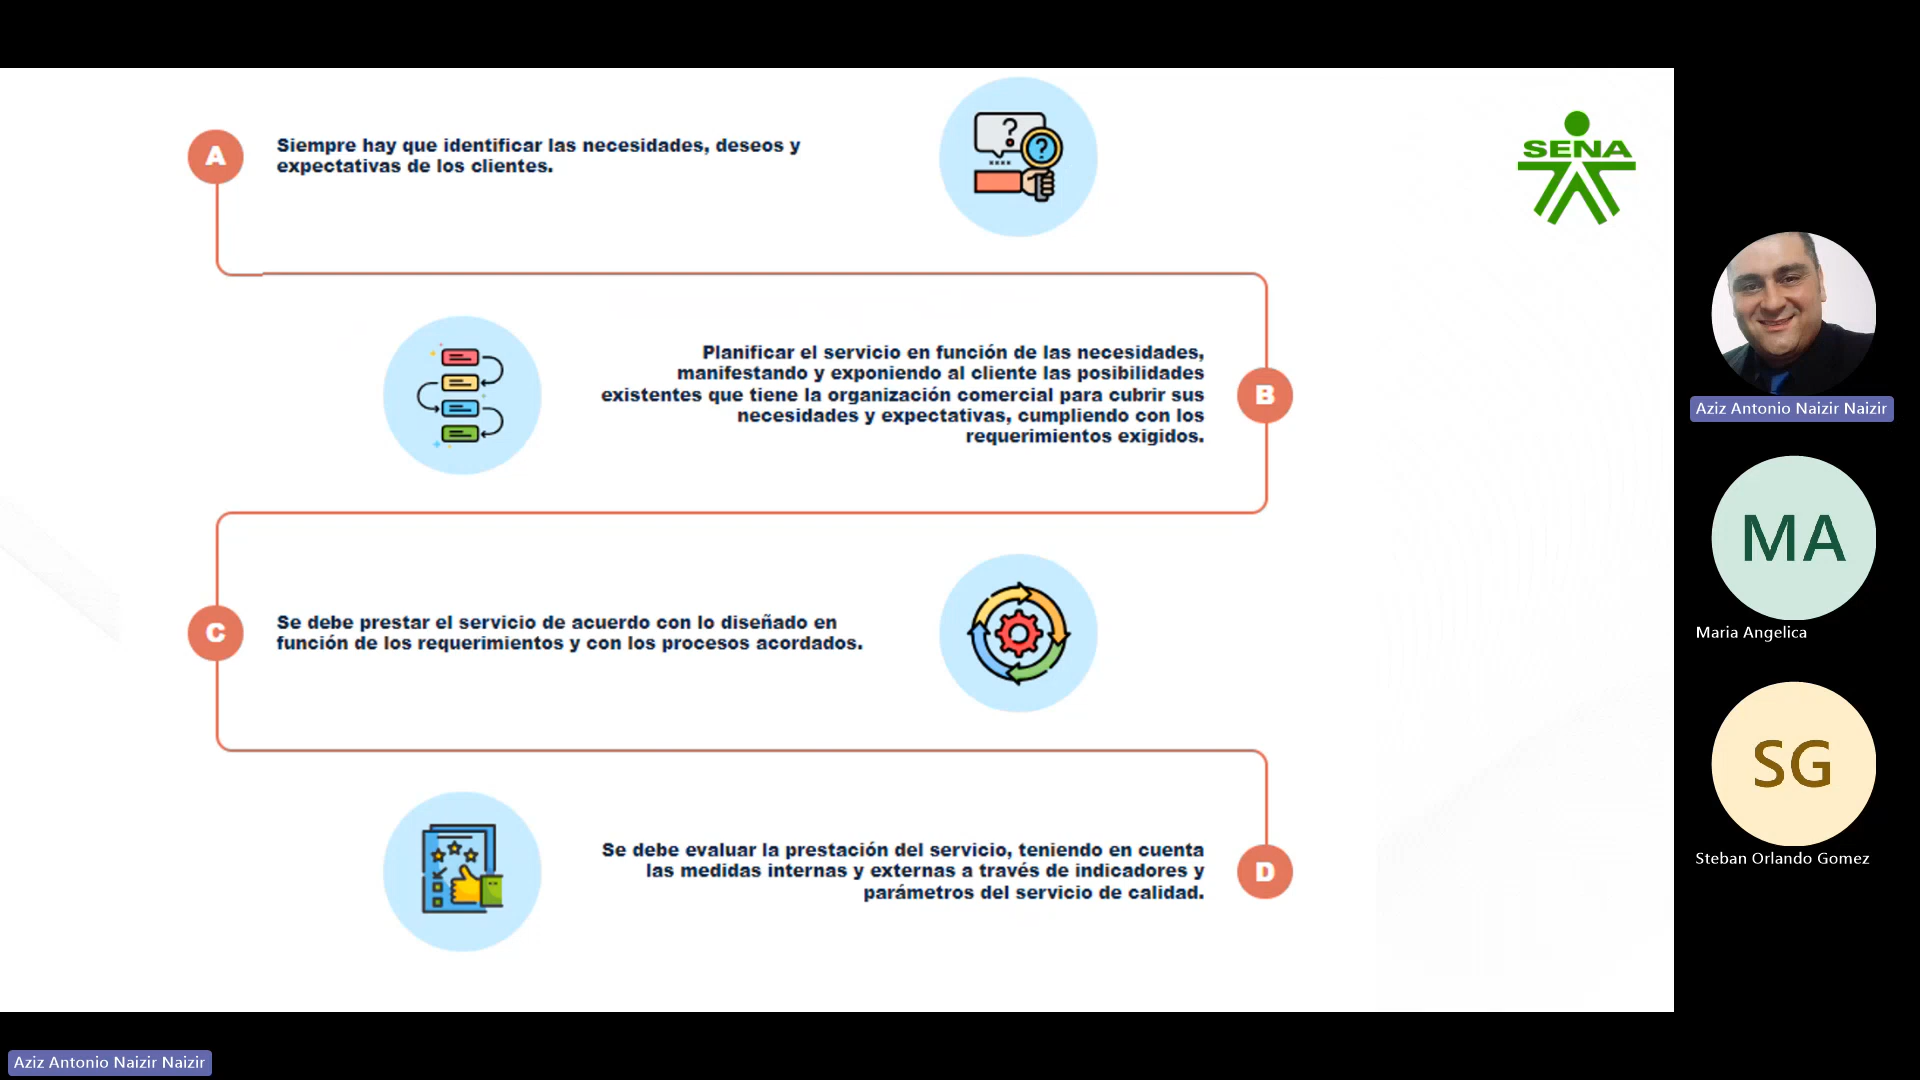 A
Siempre hay que identificar las necesidades, deseos y
expectativas de los clientes.
SENA
Planificar el servicio en función de las necesidades,
manifestando y exponiendo al cliente las posibilidades
existentes que tiene la organización comercial para cubrir sus
necesidades y expectativas, cumpliendo con los
requerimientos exigidos.
B
C
Se debe prestar el servicio de acuerdo con lo diseñado en
función de los requerimientos y con los procesos acordados.
Se debe evaluar la prestación del servicio, teniendo en cuenta
las medidas internas y externas a través de indicadores y
parámetros del servicio de calidad.
D
Aziz Antonio Naizir Naizir
MA
Maria Angelica
SG
Steban Orlando Gomez
Aziz Antonio Naizir Naizir